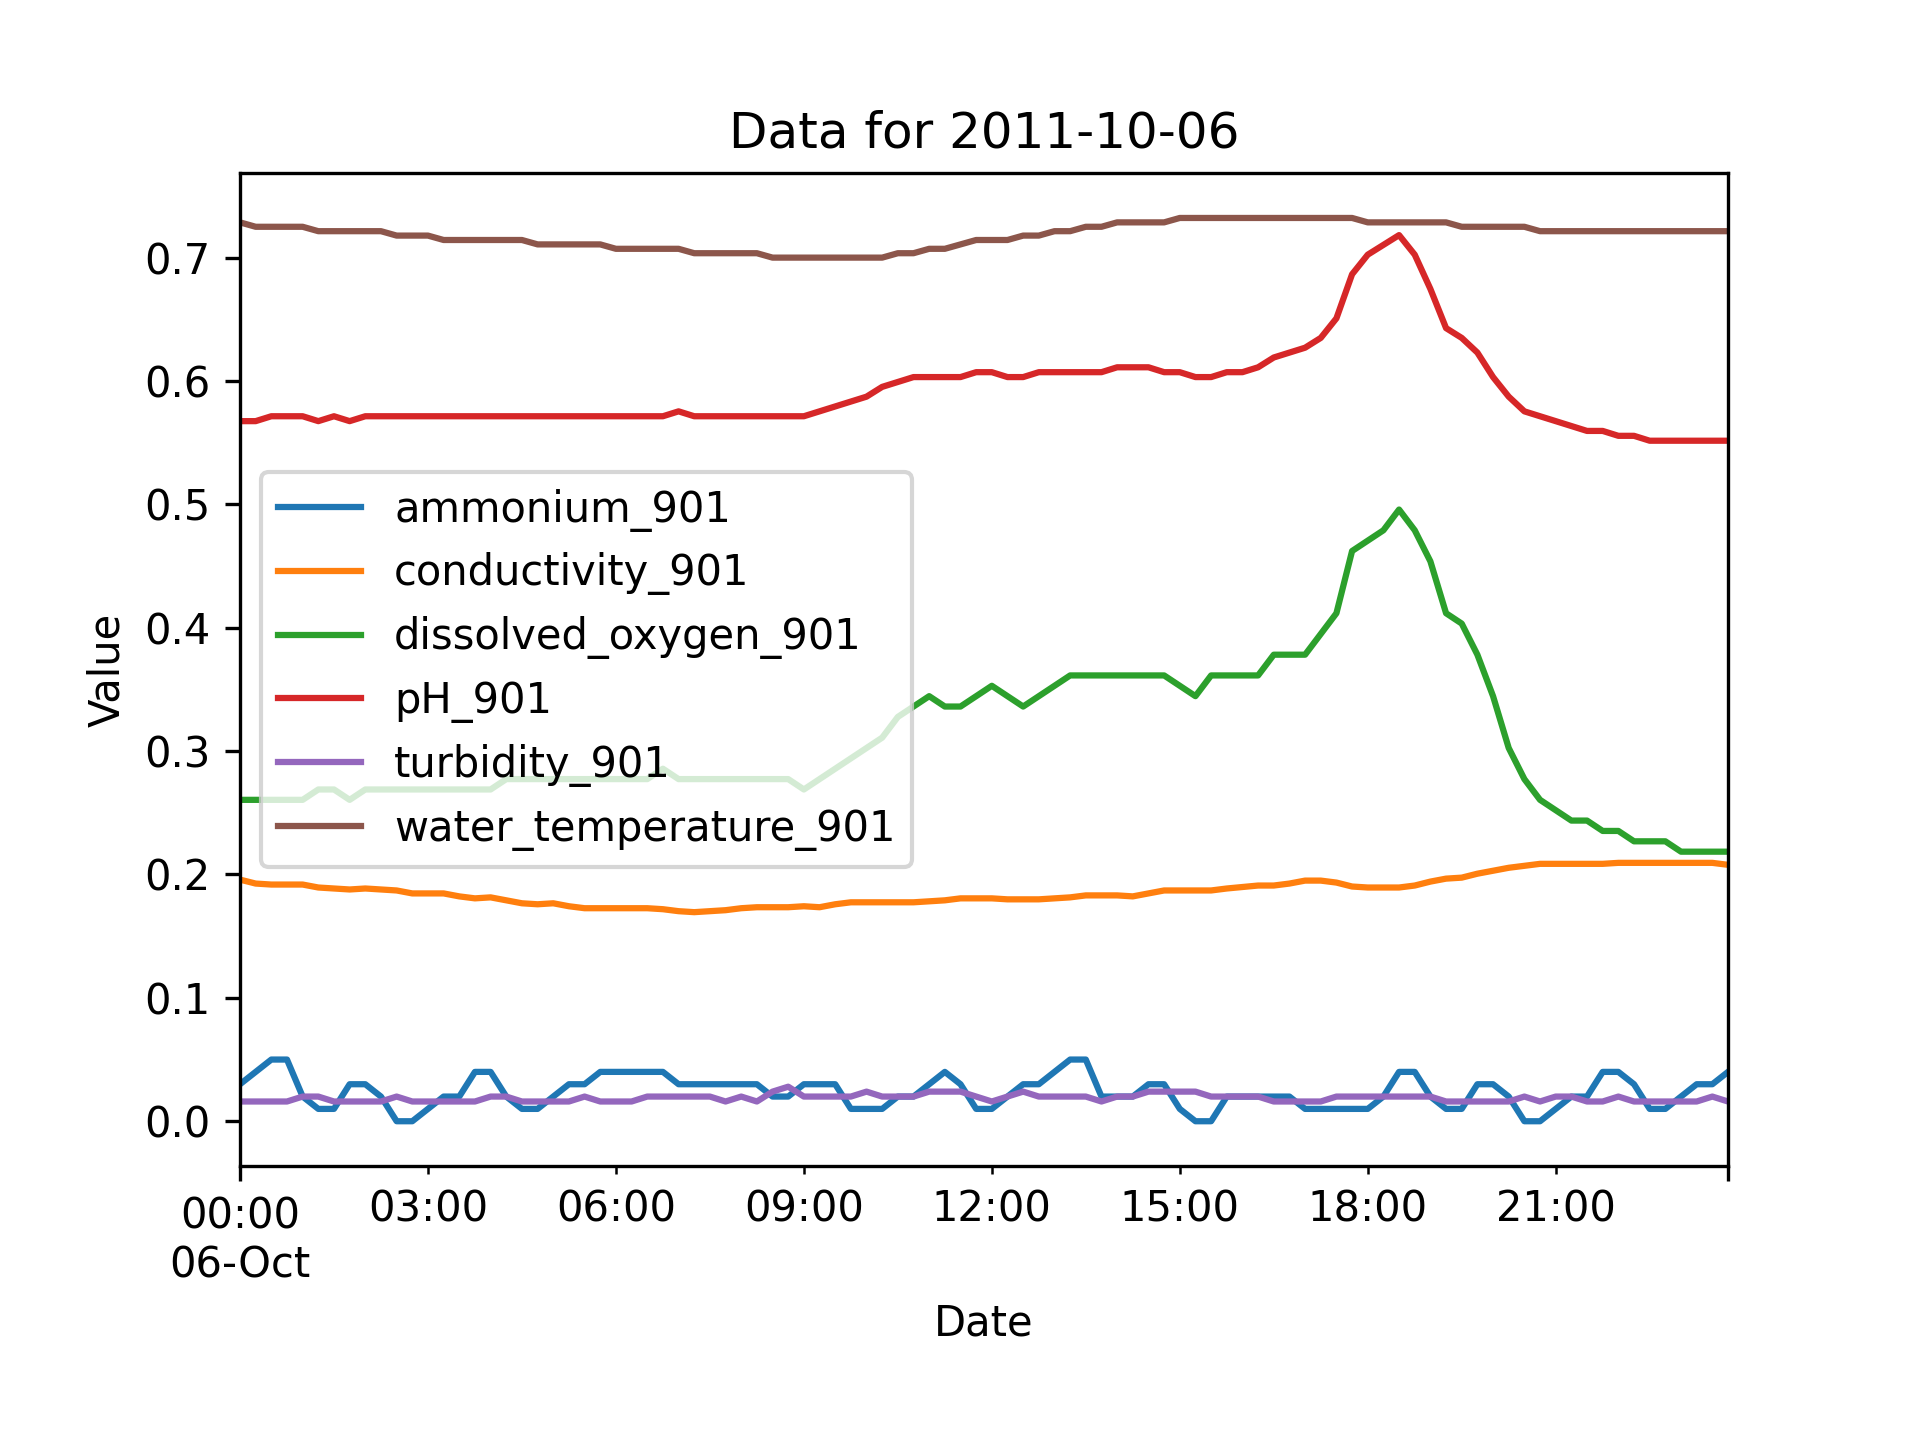 Data for 2011-10-06
Value
0.7
0.6
0.5
0.4
0.3
0.2
0.1
0.0
ammonium_901
conductivity_901
dissolved_oxygen_901
pH_901
turbidity_901
water_temperature_901
00:00 03:00 06:00 09:00 12:00 15:00 18:00 21:00
06-Oct
Date